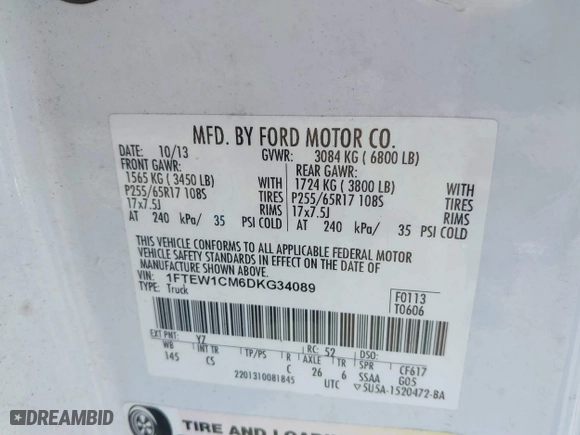 MFD. BY FORD MOTOR CO.
DATE: 10/13 GVWR: 3084 KG ( 6800 LB)
FRONT GAWR: REAR GAWR:
1565 KG ( 3450 LB) WITH 1724 KG ( 3800 LB) WITH
P255/65R17 108S TIRES P255/65R17 108S TIRES
17x7.5J RIMS 17x7.5J RIMS
AT 240 kPa/ 35 PSI COLD AT 240 kPa/ 35 PSI COLD
THIS VEHICLE CONFORMS TO ALL APPLICABLE FEDERAL MOTOR
VEHICLE SAFETY STANDARDS IN EFFECT ON THE DATE OF
MANUFACTURE SHOWN ABOVE.
VIN: 1FTEW1CM6DKG34089
TYPE: Truck
F0113
T0606
EXT PNT: YZ RC: 52 DSO:
WB INT TR TP/PS R AXLE TR SPR CF617
145 CS C 26 6 SSAA G05
2201310081845 UTC ▽5U5A-1520472-BA
DREAMBID
TIRE AND LOADIN